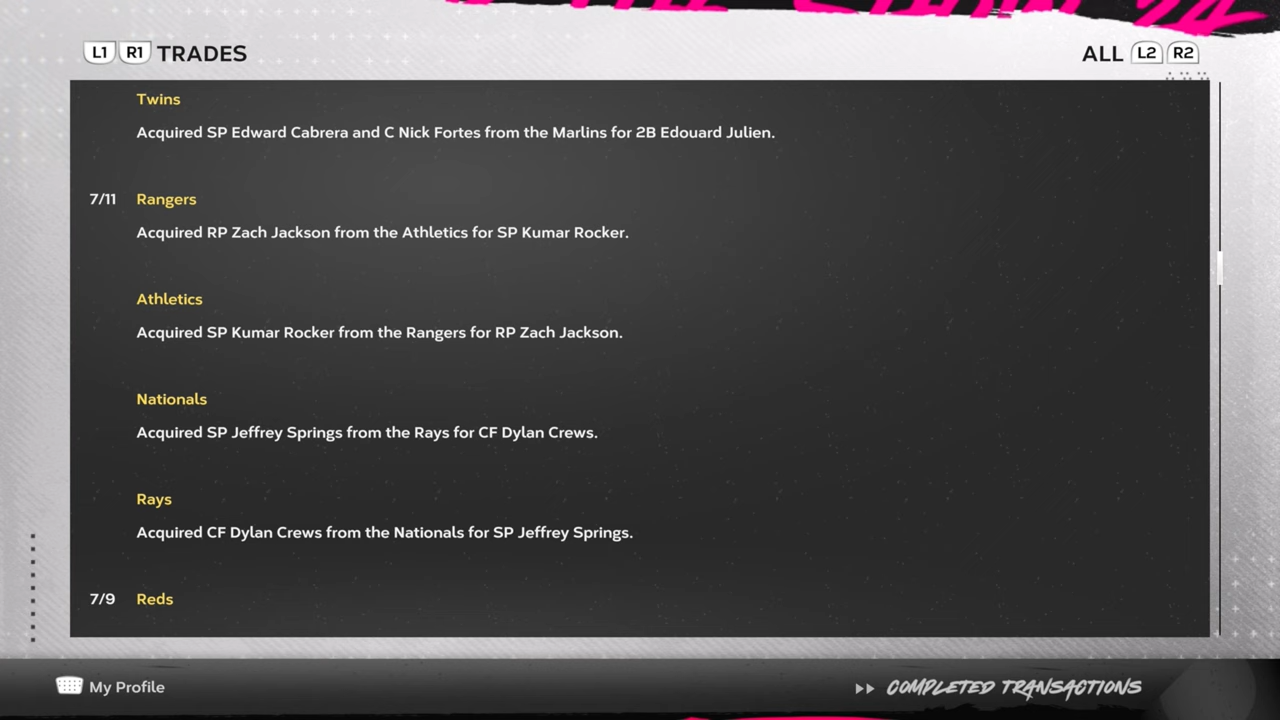 L1 R1 TRADES
ALL L2 R2
Twins
Acquired SP Edward Cabrera and C Nick Fortes from the Marlins for 2B Edouard Julien.
7/11 Rangers
Acquired RP Zach Jackson from the Athletics for SP Kumar Rocker.
Athletics
Acquired SP Kumar Rocker from the Rangers for RP Zach Jackson.
Nationals
Acquired SP Jeffrey Springs from the Rays for CF Dylan Crews.
Rays
Acquired CF Dylan Crews from the Nationals for SP Jeffrey Springs.
7/9 Reds
My Profile
COMPLETED TRANSACTIONS